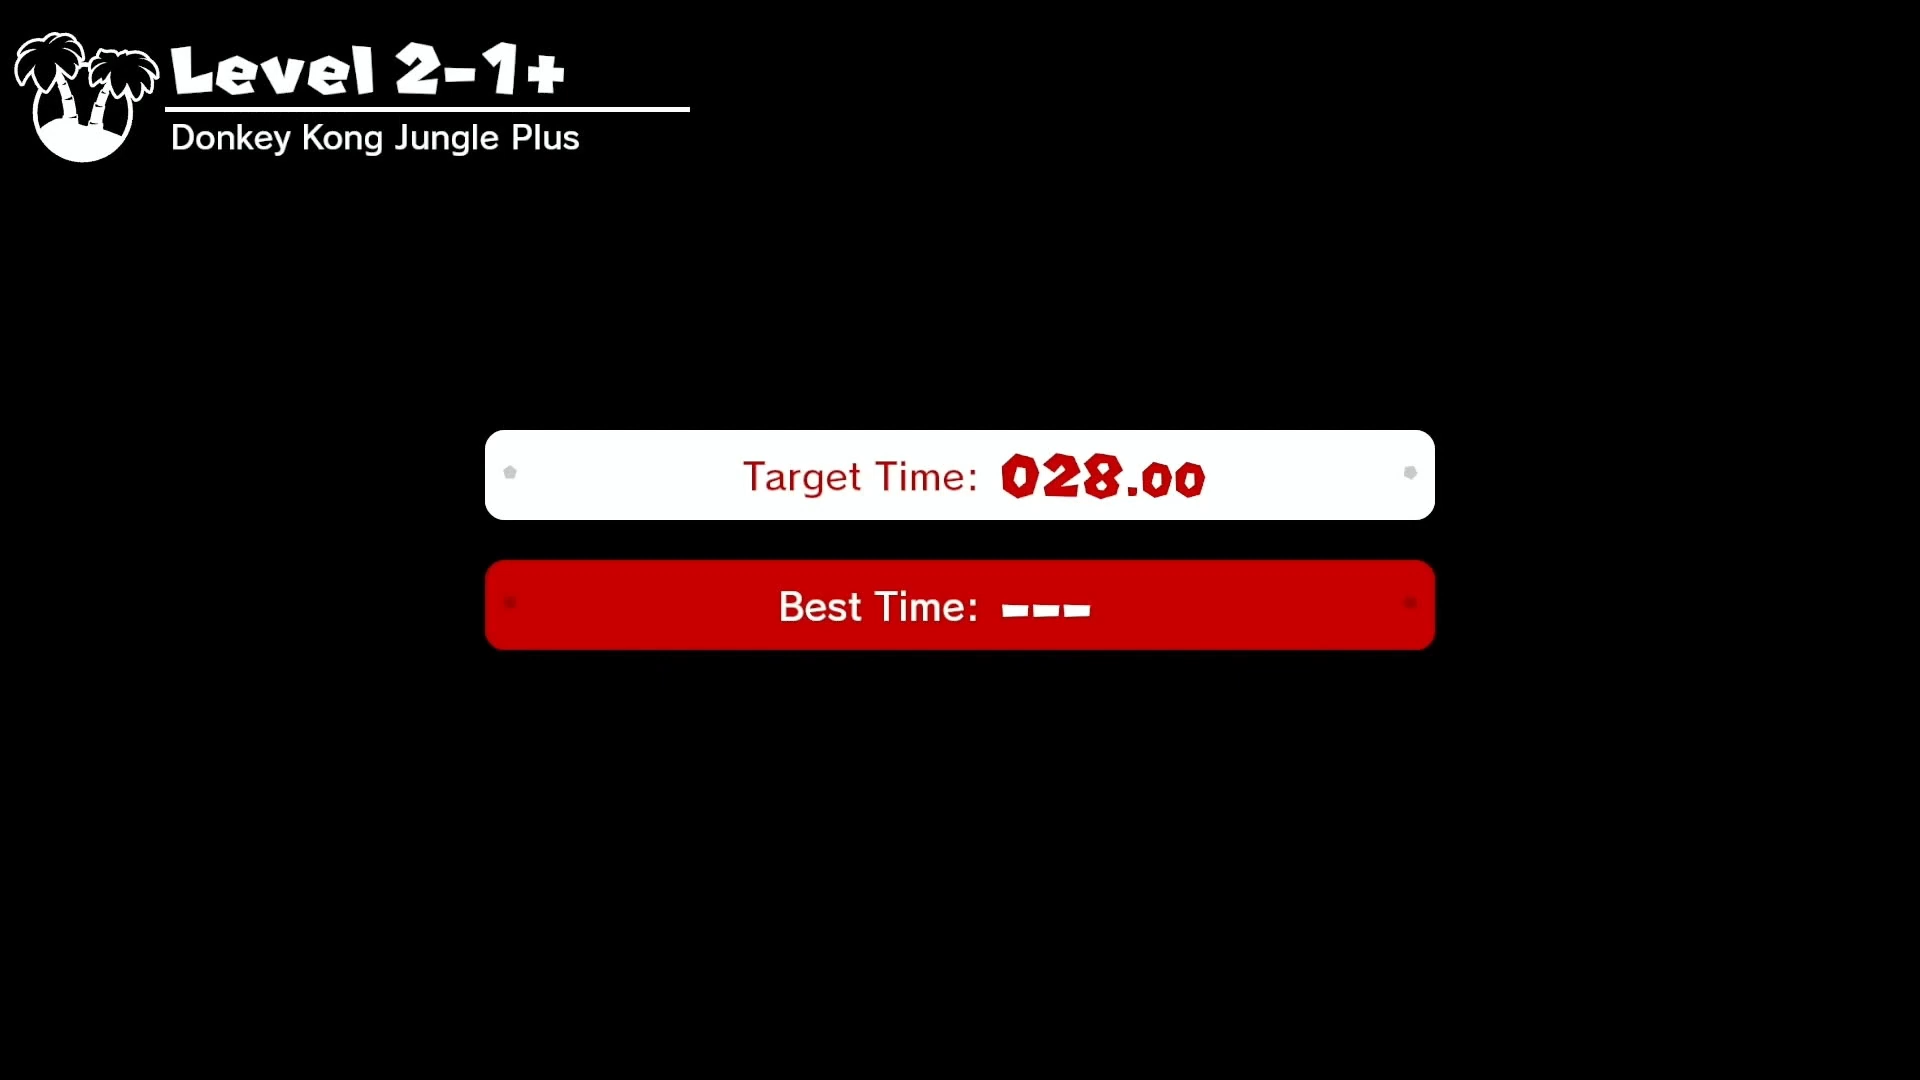 Level 2-1+
Donkey Kong Jungle Plus
Target Time: 028.00
Best Time: ---